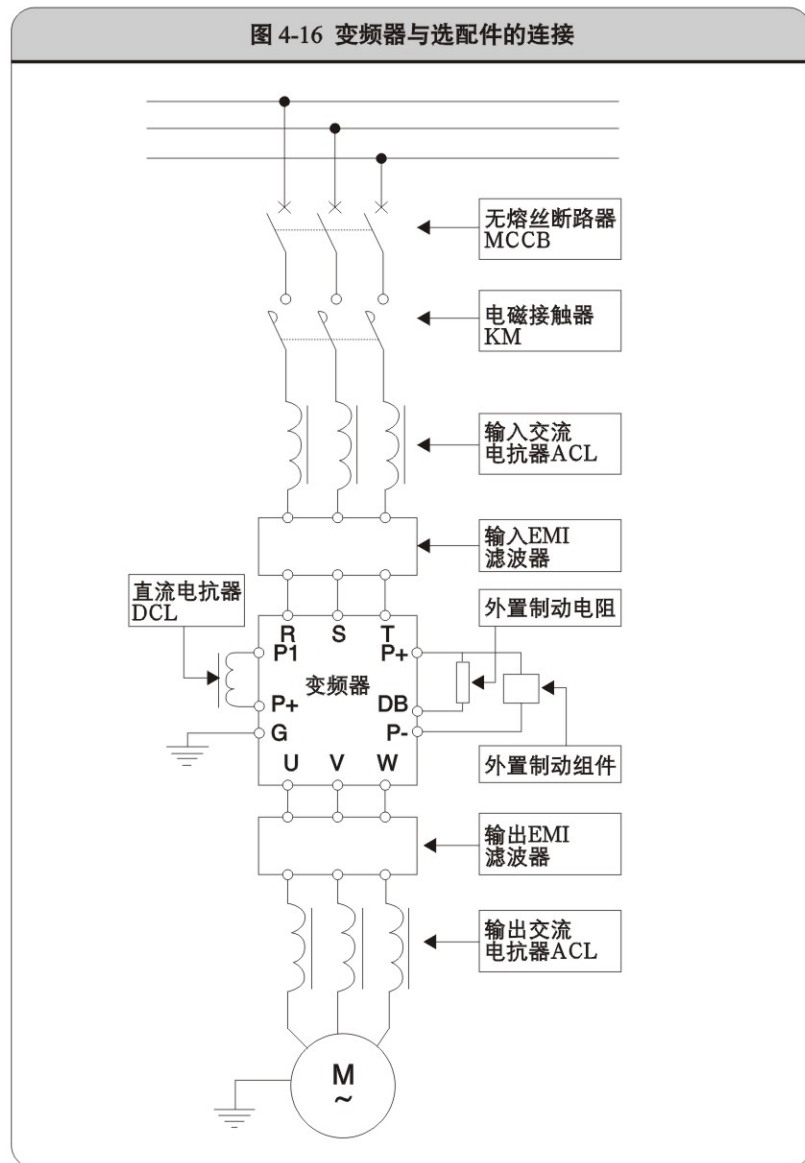 图 4-16 变频器与选配件的连接
无熔丝断路器
MCCB
电磁接触器
KM
输入交流
电抗器ACL
输入EMI
滤波器
直流电抗器
DCL
外置制动电阻
R S T
P1 P+
变频器
P+ DB
G P-
U V W
外置制动组件
输出EMI
滤波器
输出交流
电抗器ACL
M
~